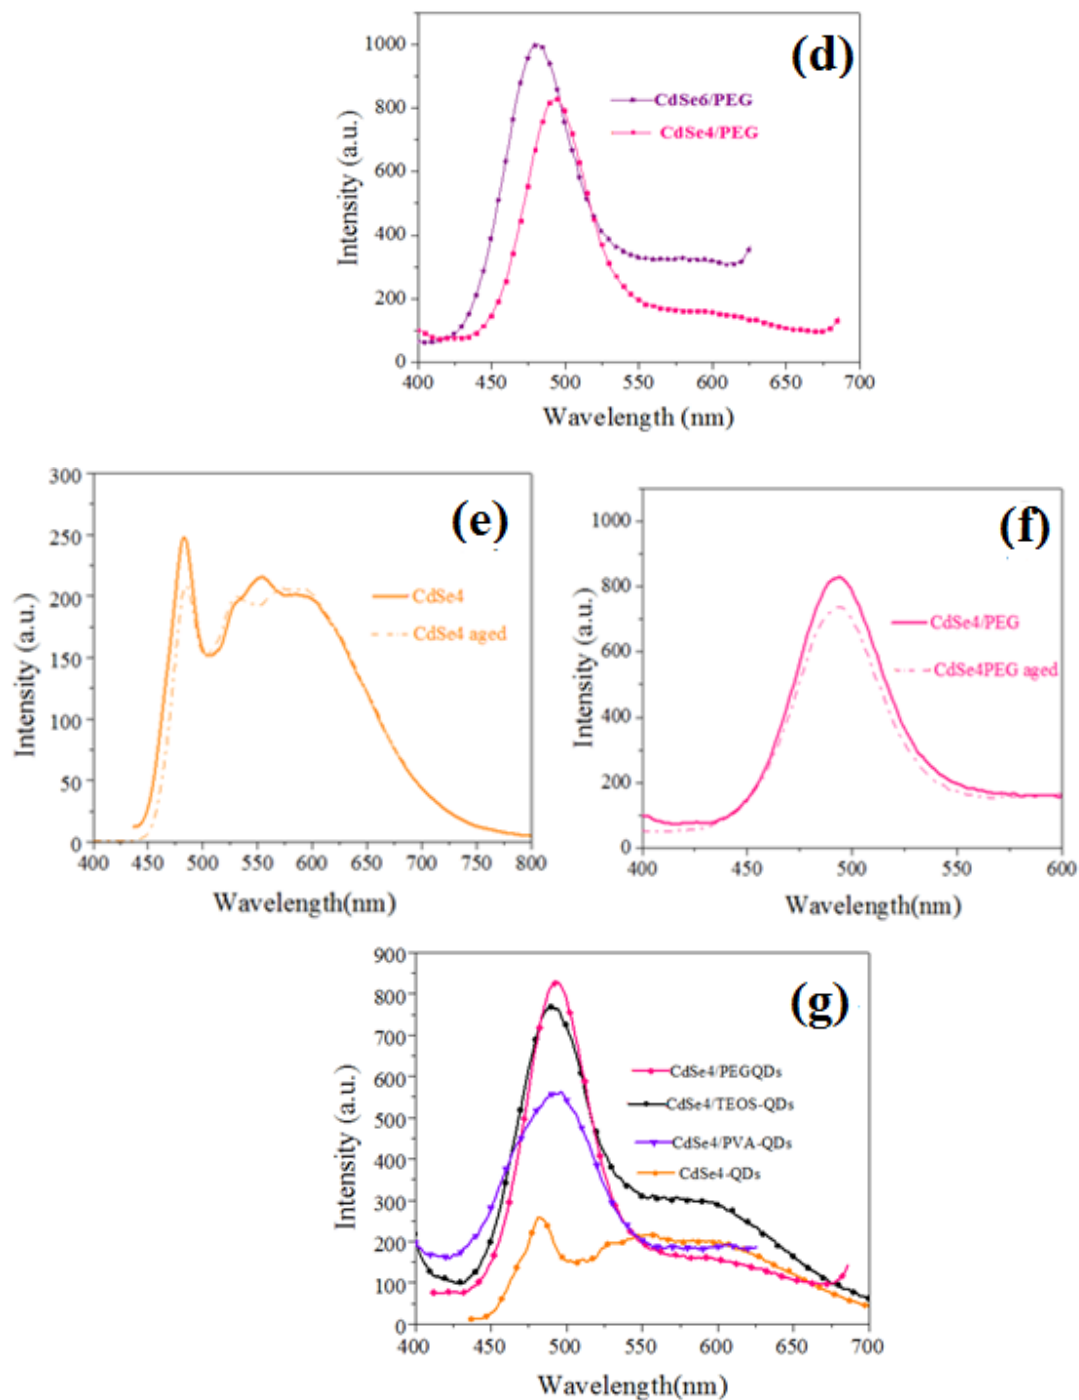 (d)
CdSe6/PEG
CdSe4/PEG
Intensity (a.u.)
1000
800
600
400
200
0
400 450 500 550 600 650 700
Wavelength (nm)
(e)
CdSe4
CdSe4 aged
Intensity (a.u.)
300
250
200
150
100
50
0
400 450 500 550 600 650 700 750 800
Wavelength(nm)
(f)
CdSe4/PEG
CdSe4PEG aged
Intensity (a.u.)
1000
800
600
400
200
0
400 450 500 550 600
Wavelength(nm)
(g)
CdSe4/PEGQDs
CdSe4/TEOS-QDs
CdSe4/PVA-QDs
CdSe4-QDs
Intensity (a.u.)
900
800
700
600
500
400
300
200
100
0
400 450 500 550 600 650 700
Wavelength(nm)